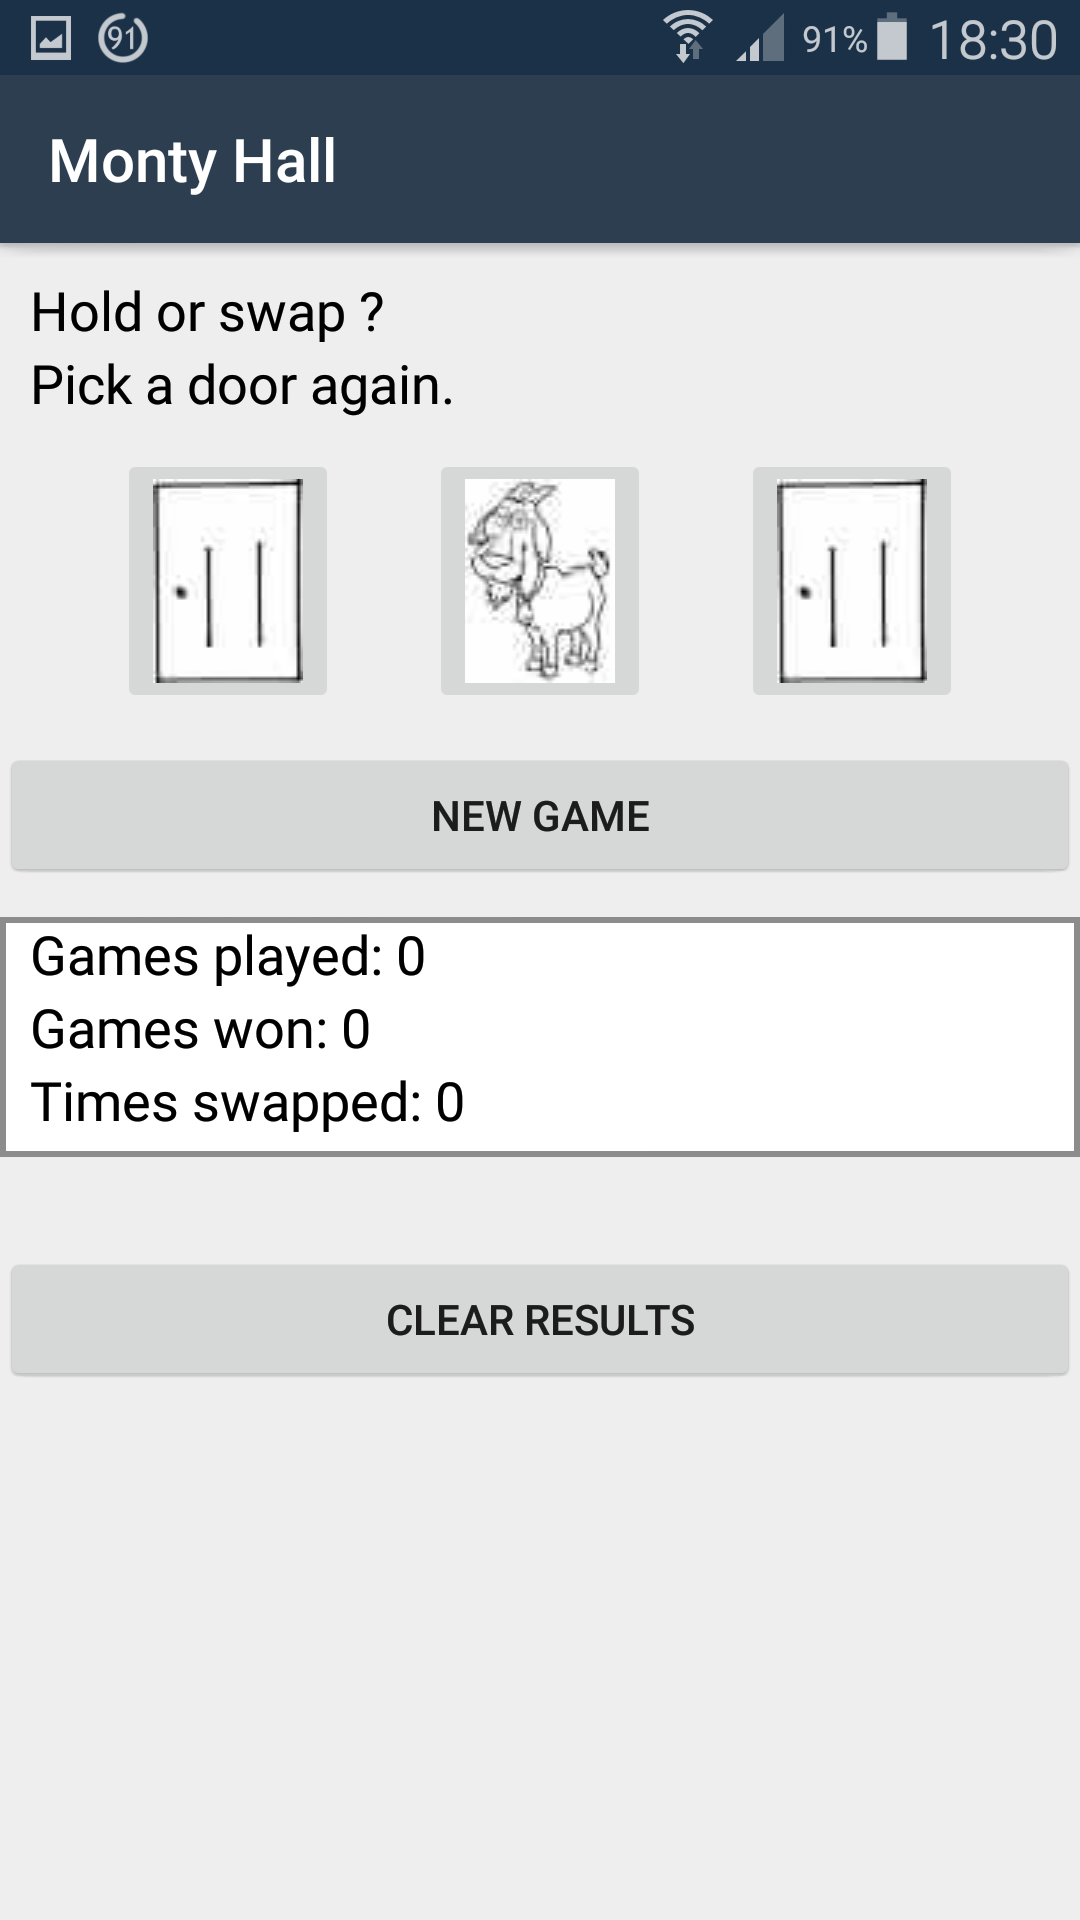 91 91% 18:30
Monty Hall
Hold or swap ?
Pick a door again.
NEW GAME
Games played: 0
Games won: 0
Times swapped: 0
CLEAR RESULTS